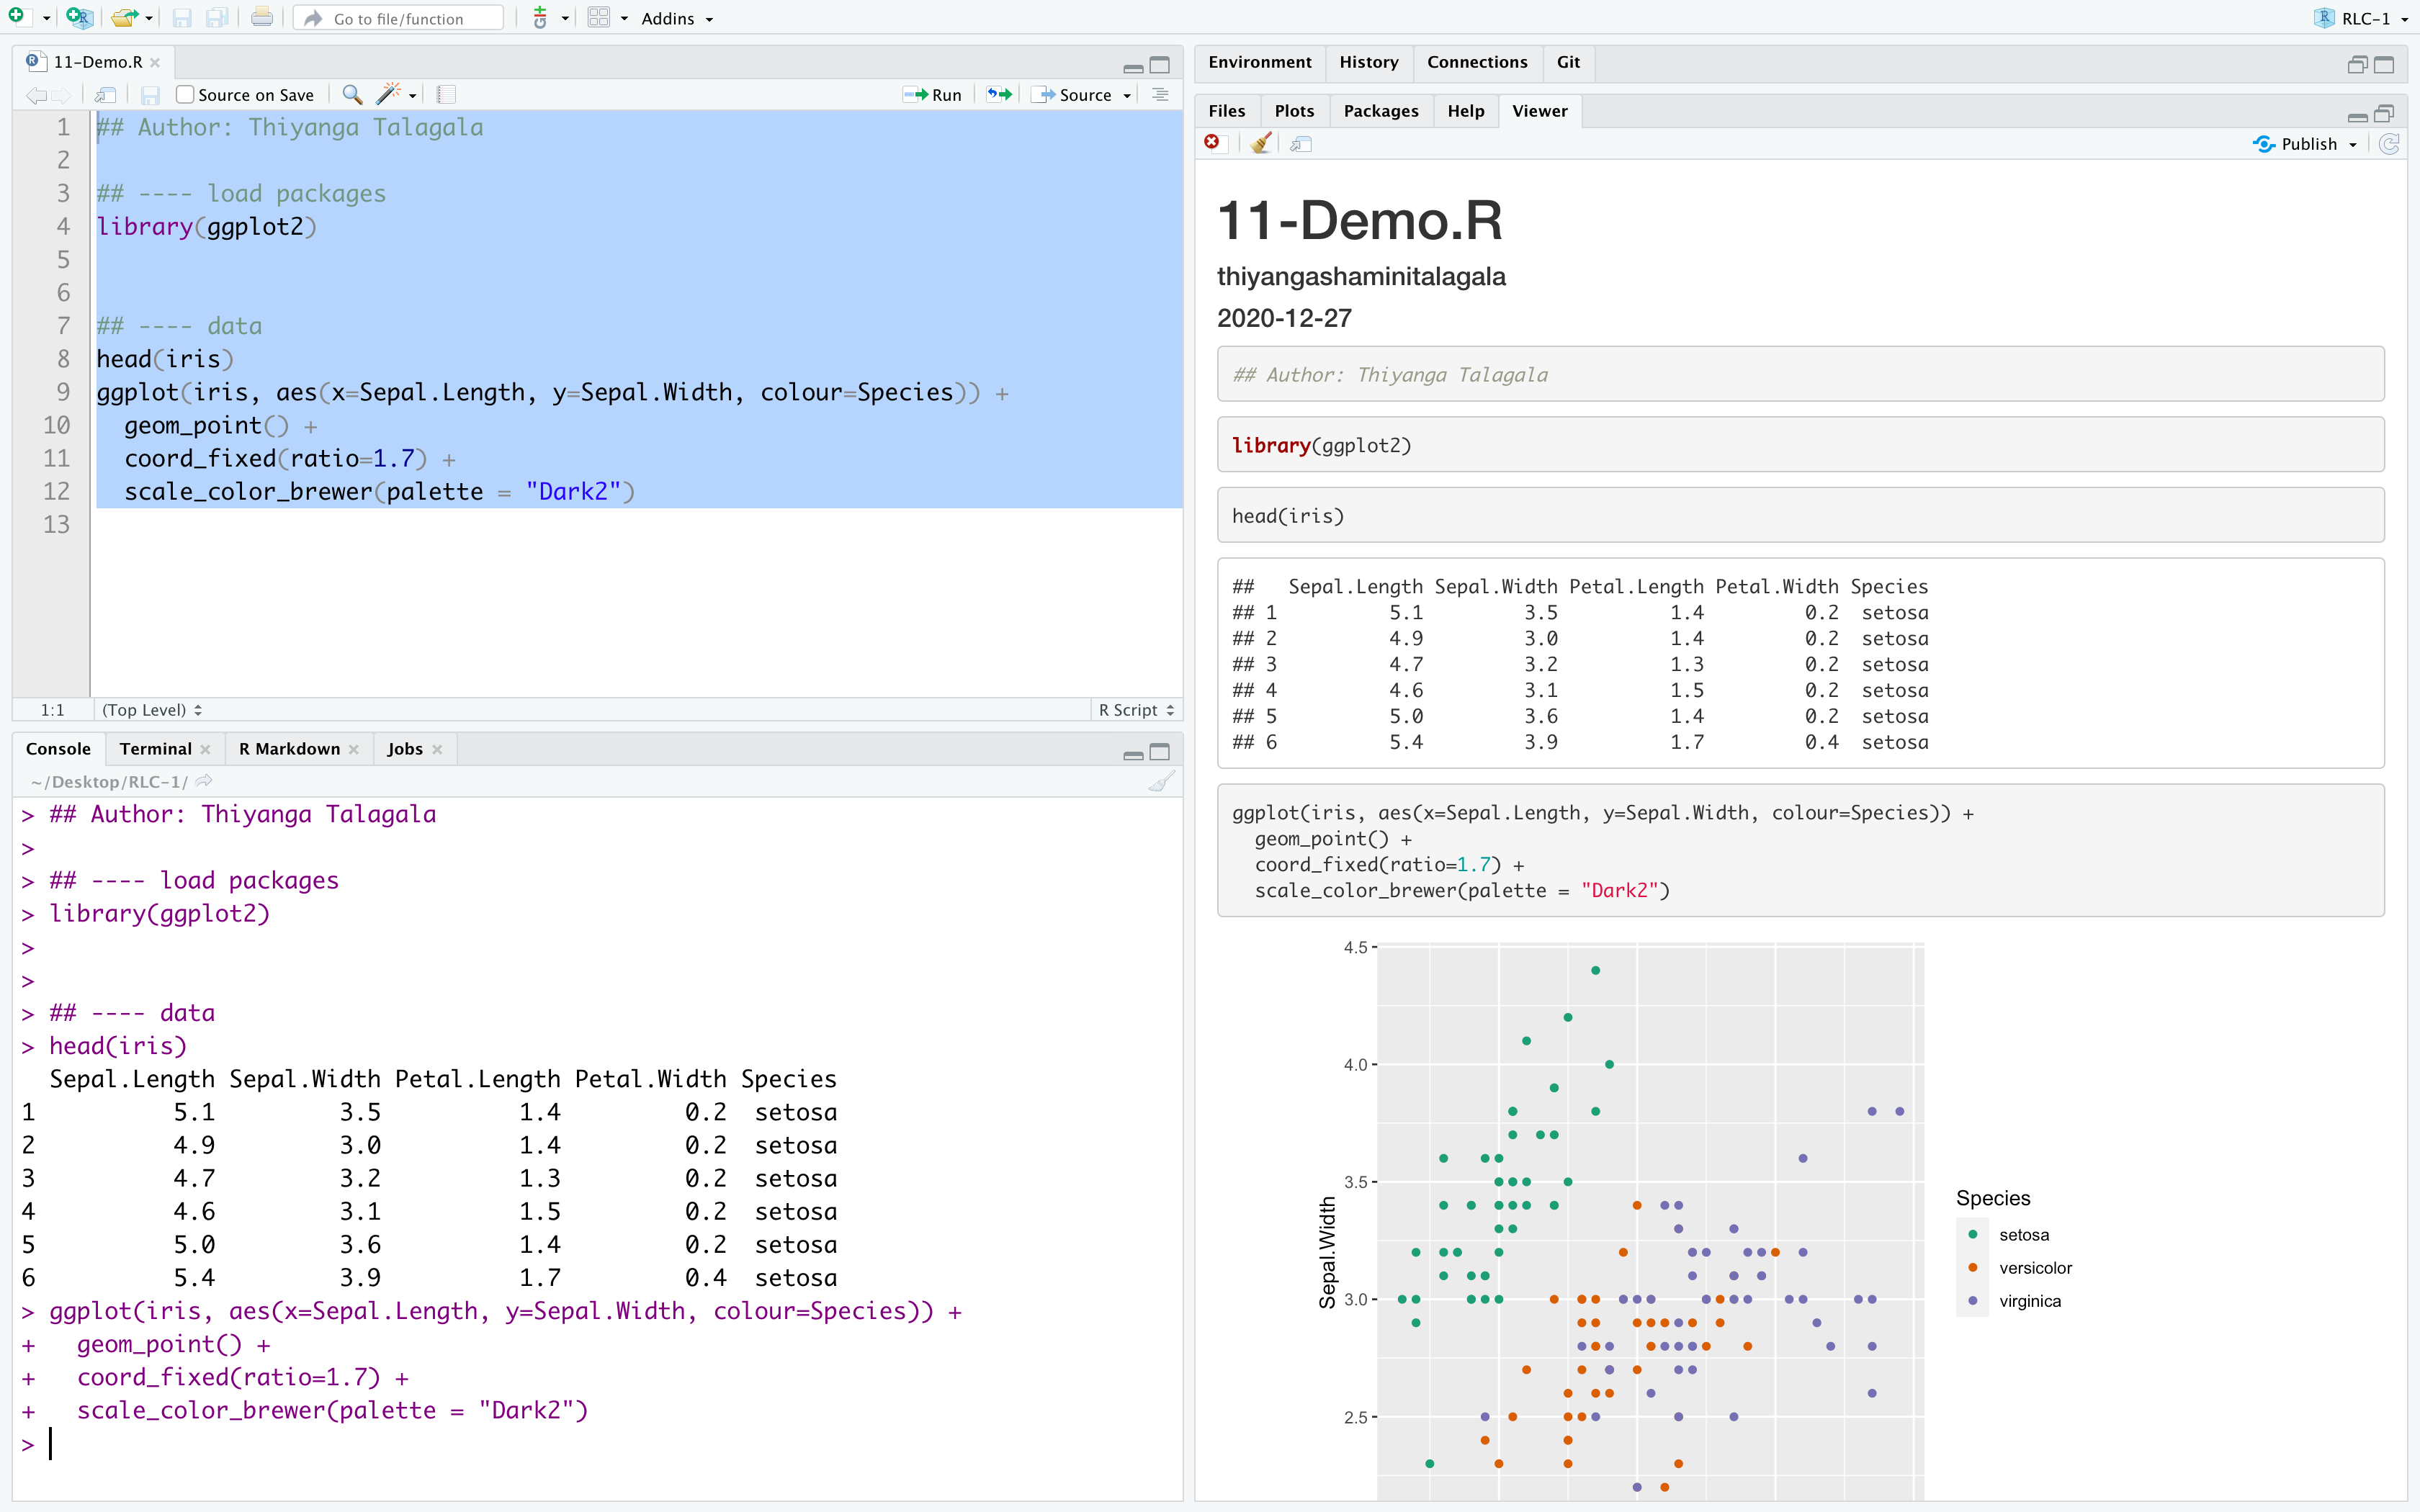 Go to file/function
Addins
RLC-1
11-Demo.R
Source on Save
Run
Source
1 ## Author: Thiyanga Talagala
2
3 ## ---- load packages
4 library(ggplot2)
5
6
7 ## ---- data
8 head(iris)
9 ggplot(iris, aes(x=Sepal.Length, y=Sepal.Width, colour=Species)) +
10   geom_point() +
11   coord_fixed(ratio=1.7) +
12   scale_color_brewer(palette = "Dark2")
13
1:1 (Top Level) R Script
Console Terminal R Markdown Jobs
~/Desktop/RLC-1/
> ## Author: Thiyanga Talagala
>
> ## ---- load packages
> library(ggplot2)
>
>
> ## ---- data
> head(iris)
  Sepal.Length Sepal.Width Petal.Length Petal.Width Species
1          5.1         3.5          1.4         0.2  setosa
2          4.9         3.0          1.4         0.2  setosa
3          4.7         3.2          1.3         0.2  setosa
4          4.6         3.1          1.5         0.2  setosa
5          5.0         3.6          1.4         0.2  setosa
6          5.4         3.9          1.7         0.4  setosa
> ggplot(iris, aes(x=Sepal.Length, y=Sepal.Width, colour=Species)) +
+   geom_point() +
+   coord_fixed(ratio=1.7) +
+   scale_color_brewer(palette = "Dark2")
>
Environment History Connections Git
Files Plots Packages Help Viewer
Publish
11-Demo.R
thiyangashaminitalagala
2020-12-27
## Author: Thiyanga Talagala
library(ggplot2)
head(iris)
##   Sepal.Length Sepal.Width Petal.Length Petal.Width Species
## 1          5.1         3.5          1.4         0.2  setosa
## 2          4.9         3.0          1.4         0.2  setosa
## 3          4.7         3.2          1.3         0.2  setosa
## 4          4.6         3.1          1.5         0.2  setosa
## 5          5.0         3.6          1.4         0.2  setosa
## 6          5.4         3.9          1.7         0.4  setosa
ggplot(iris, aes(x=Sepal.Length, y=Sepal.Width, colour=Species)) +
  geom_point() +
  coord_fixed(ratio=1.7) +
  scale_color_brewer(palette = "Dark2")
4.5
4.0
3.5
3.0
2.5
Sepal.Width
Species
setosa
versicolor
virginica